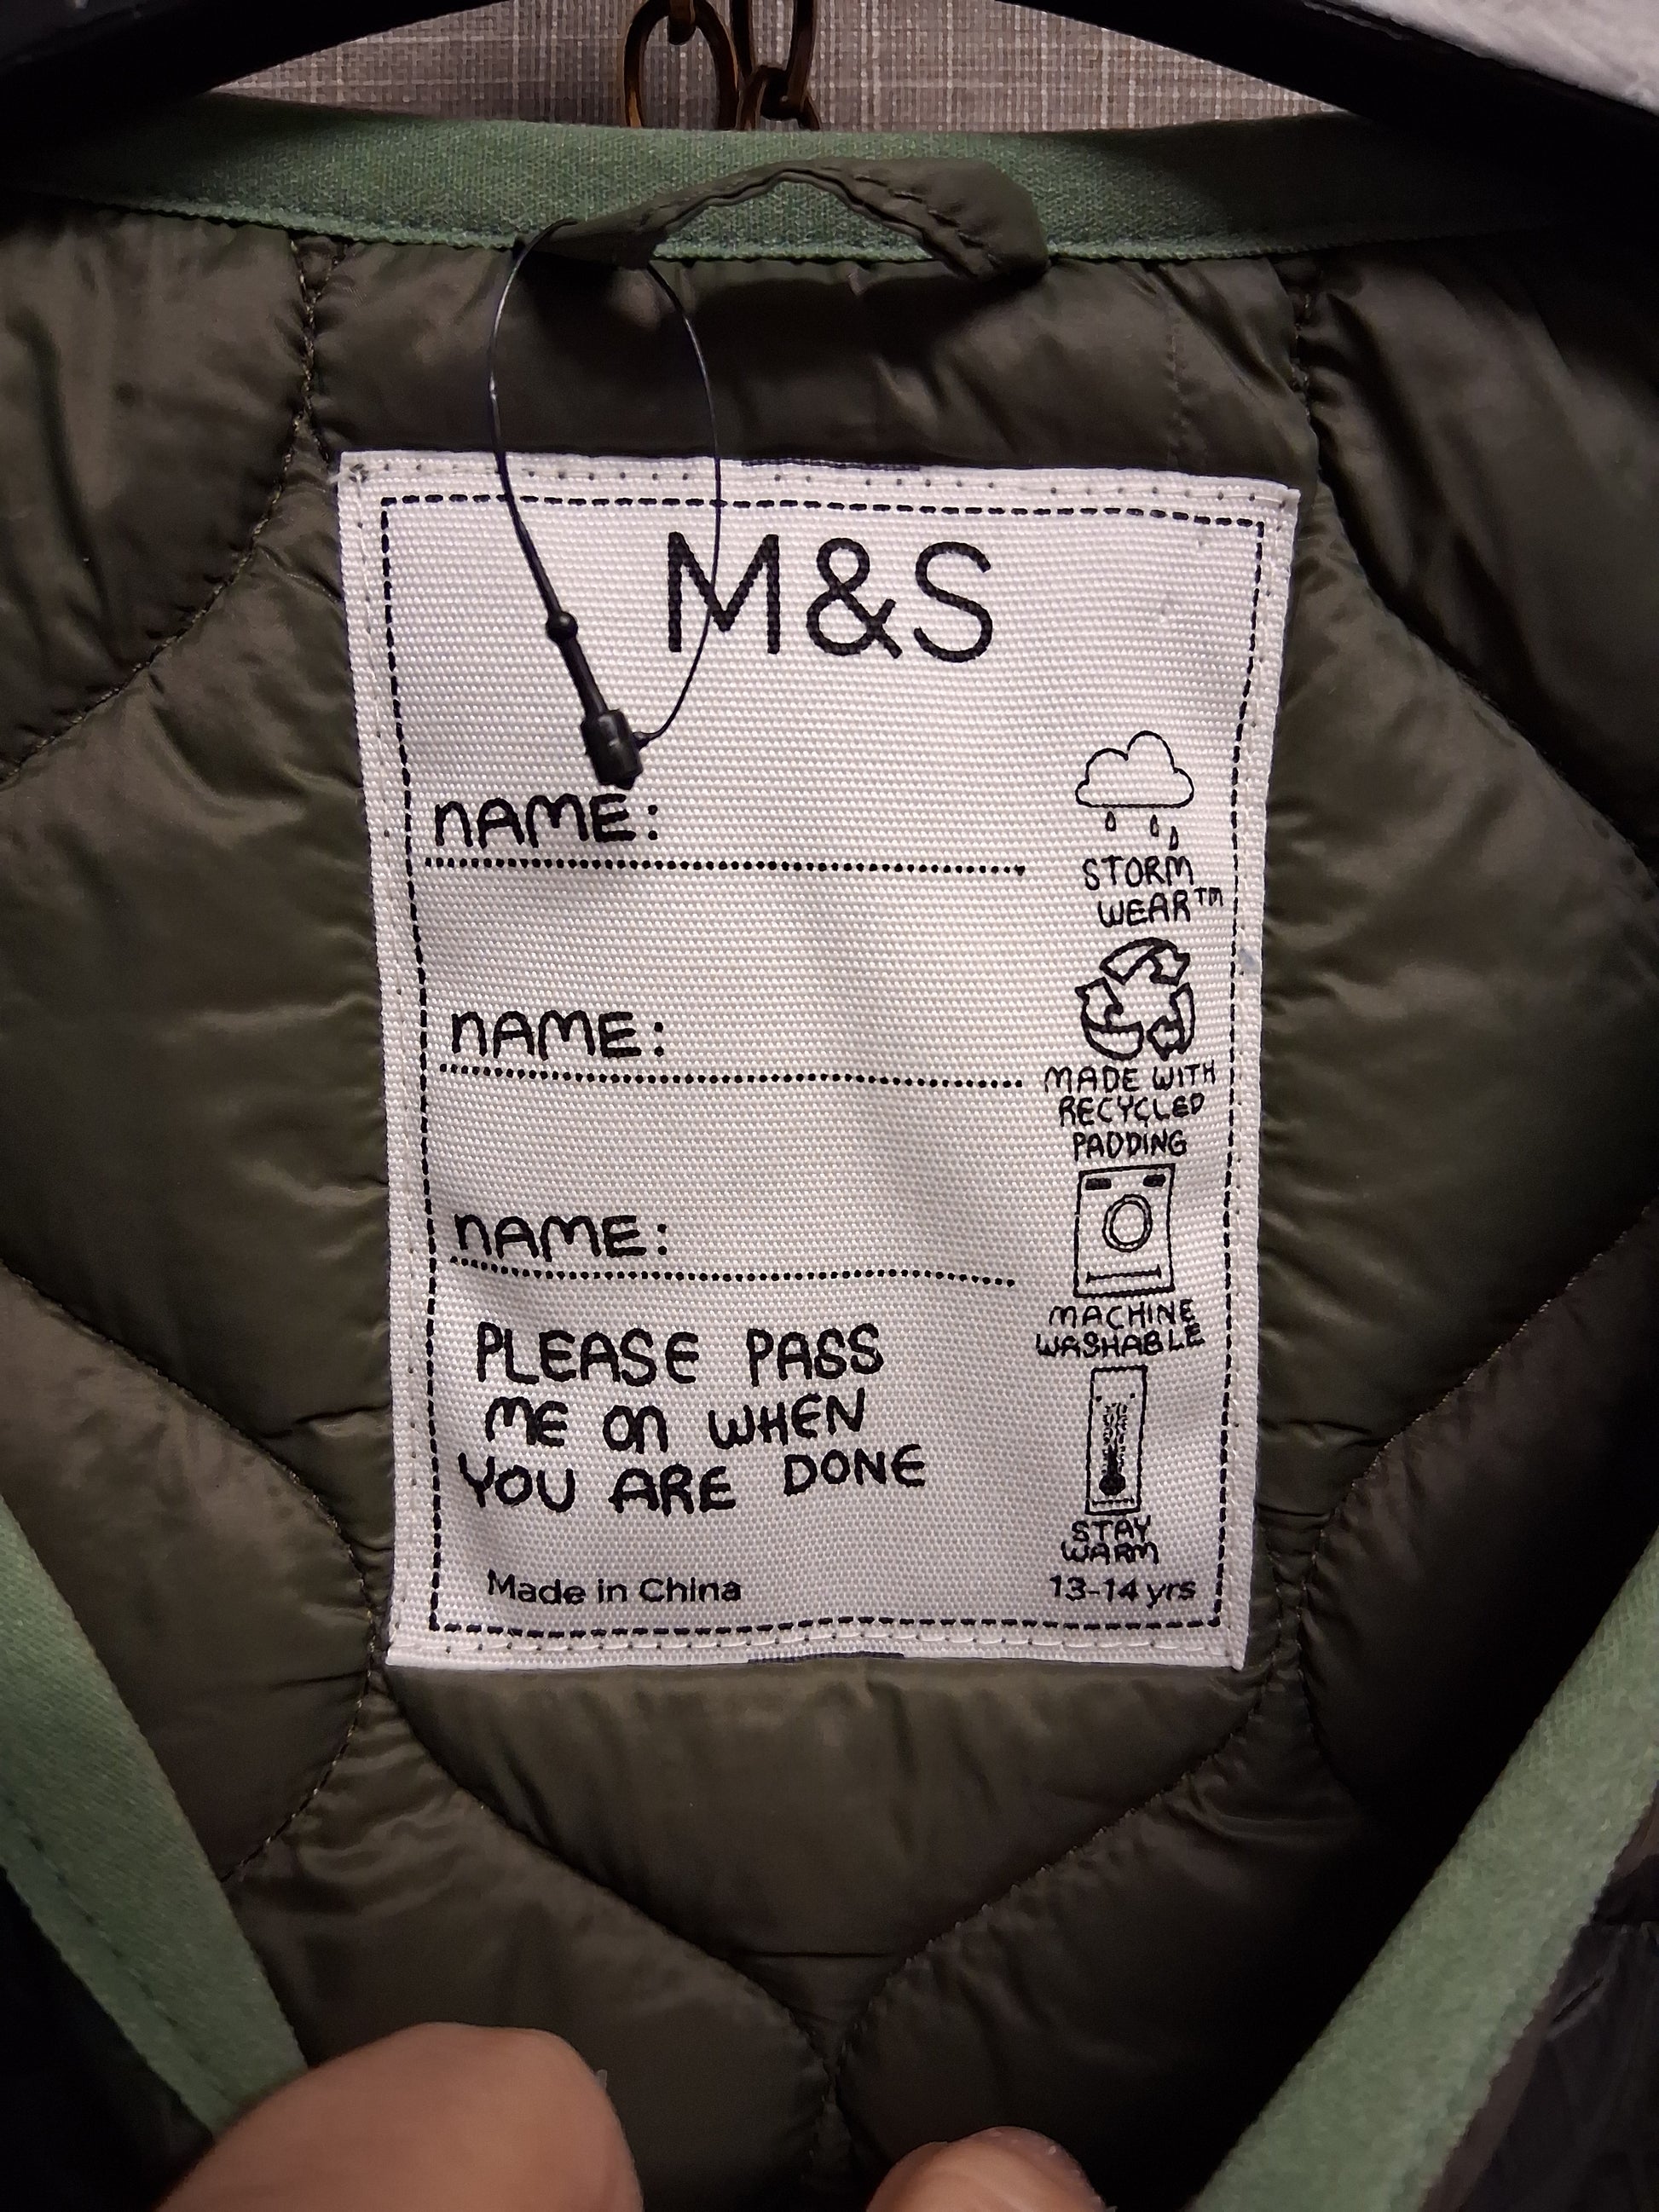 M&S
nAME:
nAME:
nAME:
PLEASE PASS
ME On WHEN
YOU ARE DONE
Made in China
STORM
WEAR™
MADE WITH
RECYCLED
PADDING
MACHINE
WASHABLE
STAY
WARM
13-14 yrs